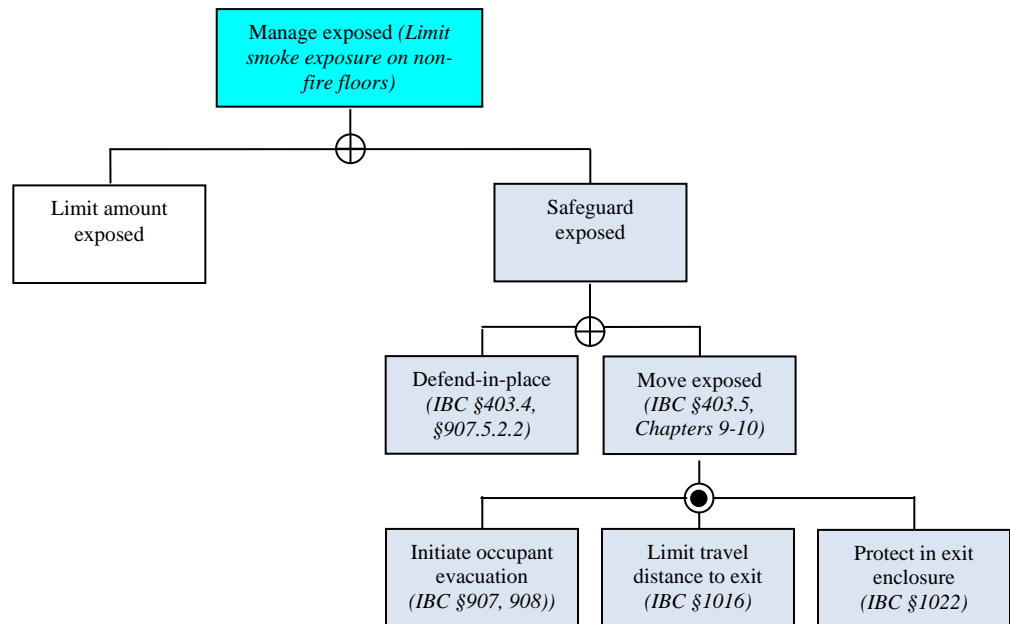 Manage exposed (Limit
smoke exposure on non-
fire floors)
Limit amount
exposed
Safeguard
exposed
Defend-in-place
(IBC §403.4,
§907.5.2.2)
Move exposed
(IBC §403.5,
Chapters 9-10)
Initiate occupant
evacuation
(IBC §907, 908))
Limit travel
distance to exit
(IBC §1016)
Protect in exit
enclosure
(IBC §1022)